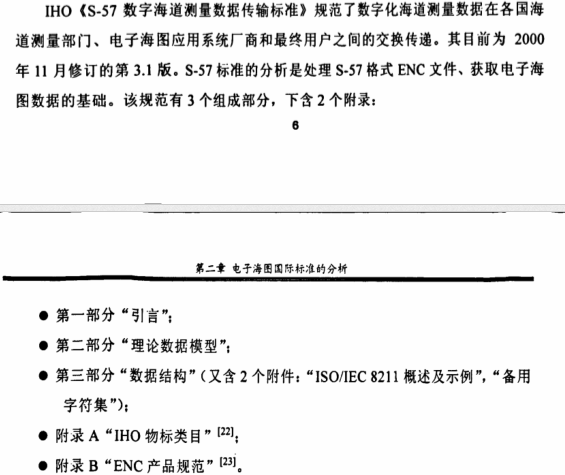 IHO《S-57 数字海道测量数据传输标准》规范了数字化海道测量数据在各国海
道测量部门、电子海图应用系统厂商和最终用户之间的交换传递。其目前为 2000
年 11 月修订的第 3.1 版。S-57 标准的分析是处理 S-57 格式 ENC 文件、获取电子海
图数据的基础。该规范有 3 个组成部分，下含 2 个附录：
6
第二章 电子海图国际标准的分析
● 第一部分“引言”；
● 第二部分“理论数据模型”；
● 第三部分“数据结构”（又含 2 个附件：“ISO/IEC 8211 概述及示例”，“备用
字符集”）；
● 附录 A“IHO 物标类目”[22]；
● 附录 B“ENC 产品规范”[23]。